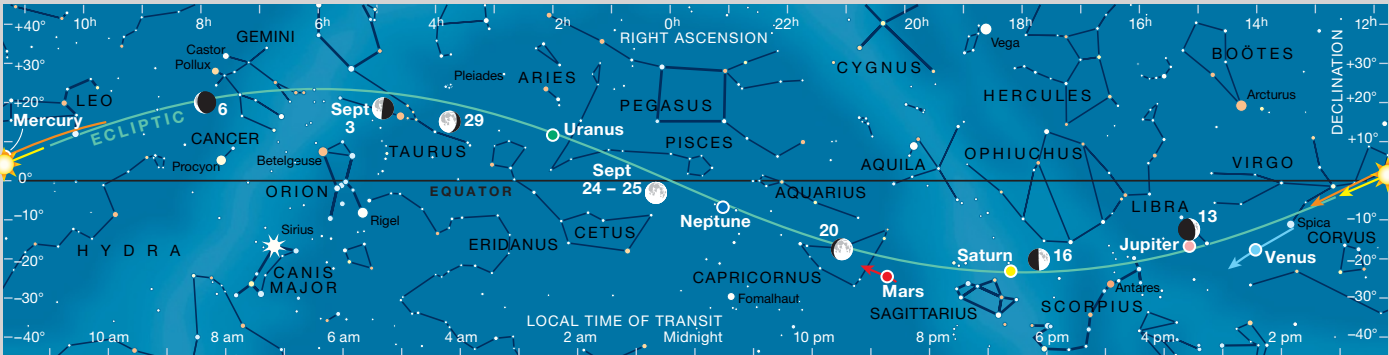 +40° 10h 8h 6h 4h 2h 0h 22h 20h 18h 16h 14h 12h +40°
RIGHT ASCENSION
DECLINATION
+30° +30°
+20° +20°
+10° +10°
0° 0°
−10° −10°
−20° −20°
−30° −30°
−40° −40°
LEO
Mercury
ECLIPTIC
Castor
Pollux
GEMINI
6
CANCER
Procyon
HYDRA
Betelgeuse
ORION
Rigel
Sirius
CANIS
MAJOR
Sept
3
Pleiades
29
TAURUS
EQUATOR
ERIDANUS
ARIES
Uranus
CETUS
Sept
24 – 25
PEGASUS
PISCES
Neptune
AQUARIUS
20
CAPRICORNUS
Fomalhaut
Mars
CYGNUS
Vega
AQUILA
HERCULES
OPHIUCHUS
Saturn
16
SAGITTARIUS
SCORPIUS
Antares
LIBRA
13
Jupiter
BOÖTES
Arcturus
VIRGO
Spica
CORVUS
Venus
LOCAL TIME OF TRANSIT
10 am 8 am 6 am 4 am 2 am Midnight 10 pm 8 pm 6 pm 4 pm 2 pm